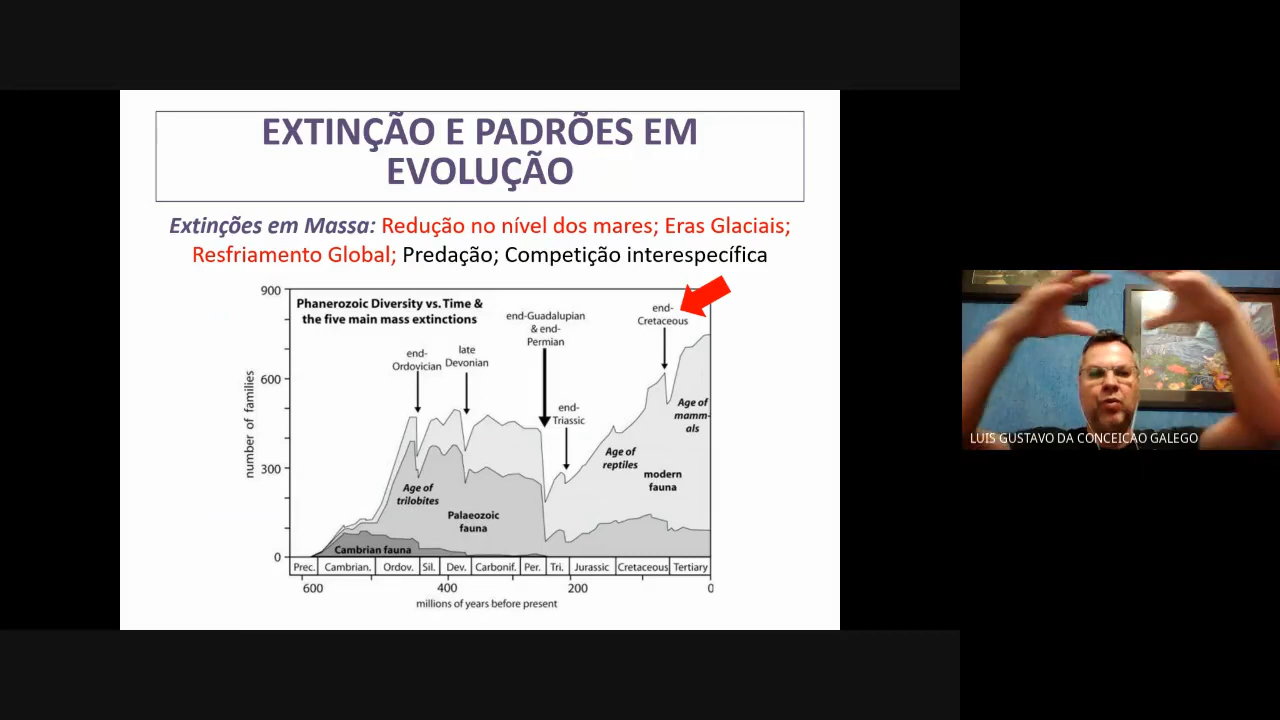 EXTINÇÃO E PADRÕES EM
EVOLUÇÃO
Extinções em Massa: Redução no nível dos mares; Eras Glaciais;
Resfriamento Global; Predação; Competição interespecífica
900
Phanerozoic Diversity vs. Time &
the five main mass extinctions
end-Guadalupian
& end-
Permian
end-
Cretaceous
end-
Ordovician
late
Devonian
600
number of families
end-
Triassic
Age of
mamm-
als
Age of
reptiles
300
modern
fauna
Age of
trilobites
Palaeozoic
fauna
Cambrian fauna
0
Prec. Cambrian. Ordov. Sil. Dev. Carbonif. Per. Tri. Jurassic Cretaceous Tertiary
600 400 200 0
millions of years before present
LUIS GUSTAVO DA CONCEICAO GALEGO